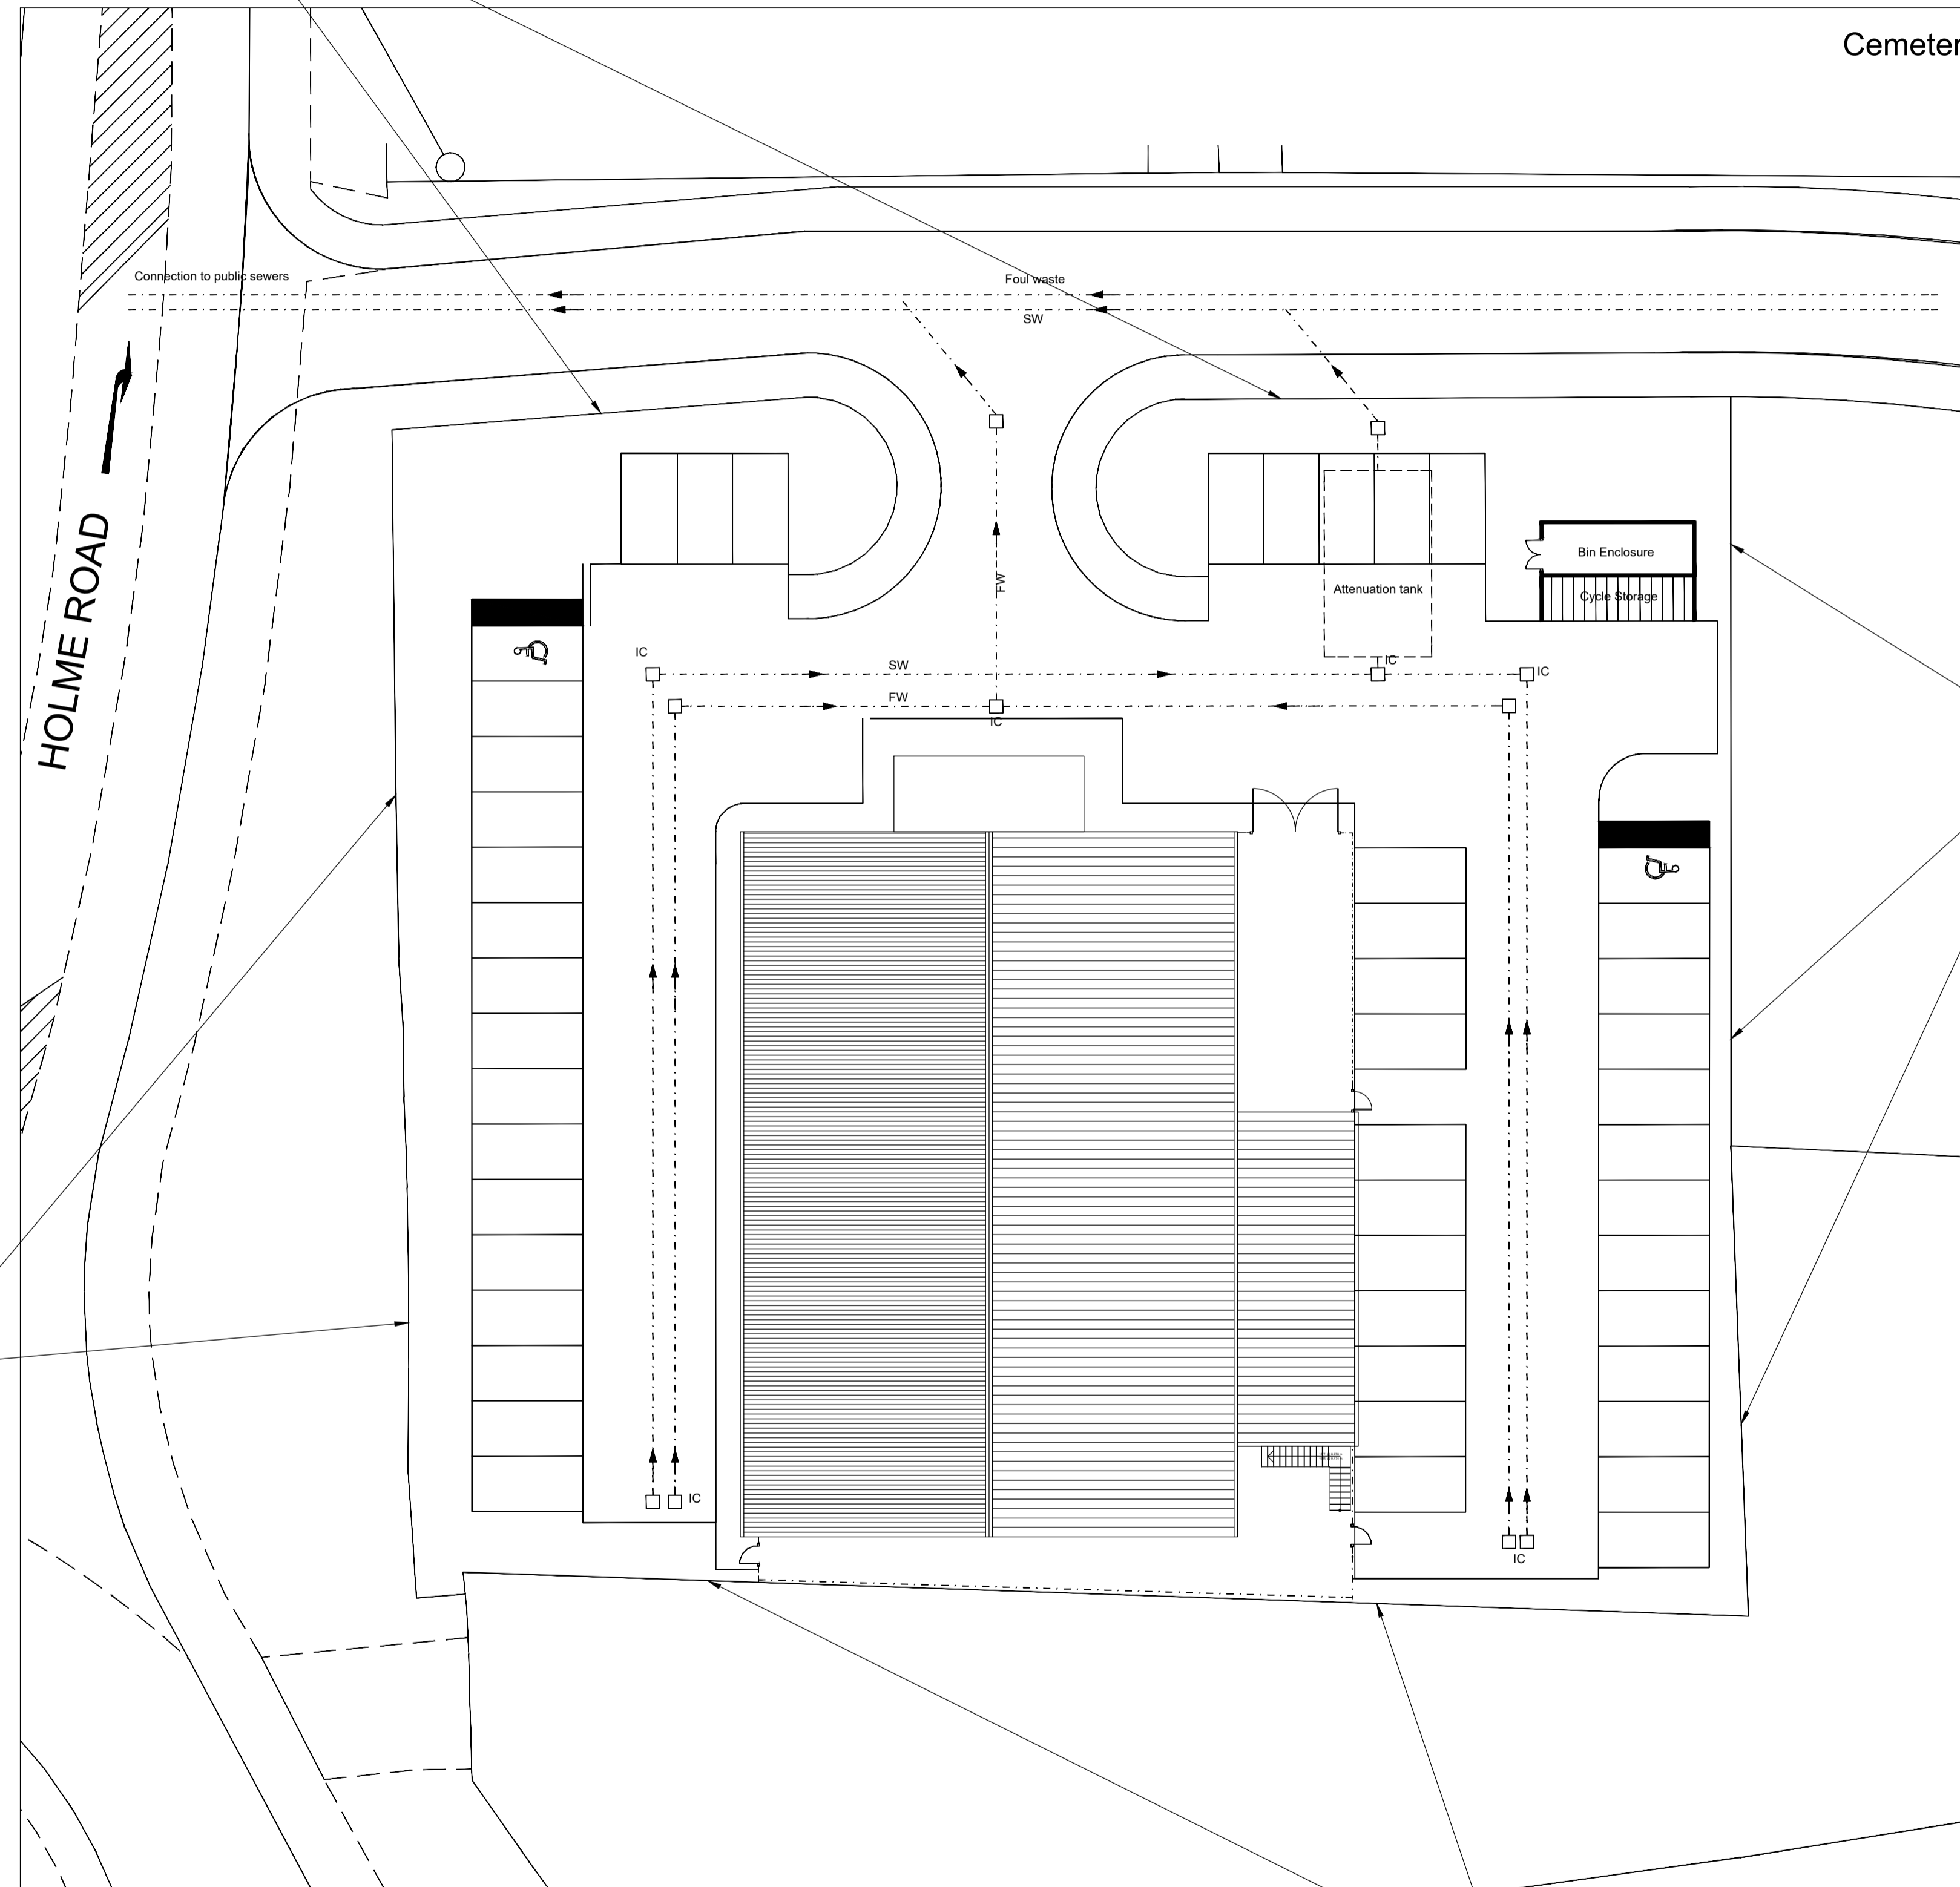 Cemeter
Connection to public sewers
Foul waste
SW
HOLME ROAD
Bin Enclosure
FW
Attenuation tank
Cycle Storage
IC
SW
IC
IC
FW
IC
IC
IC